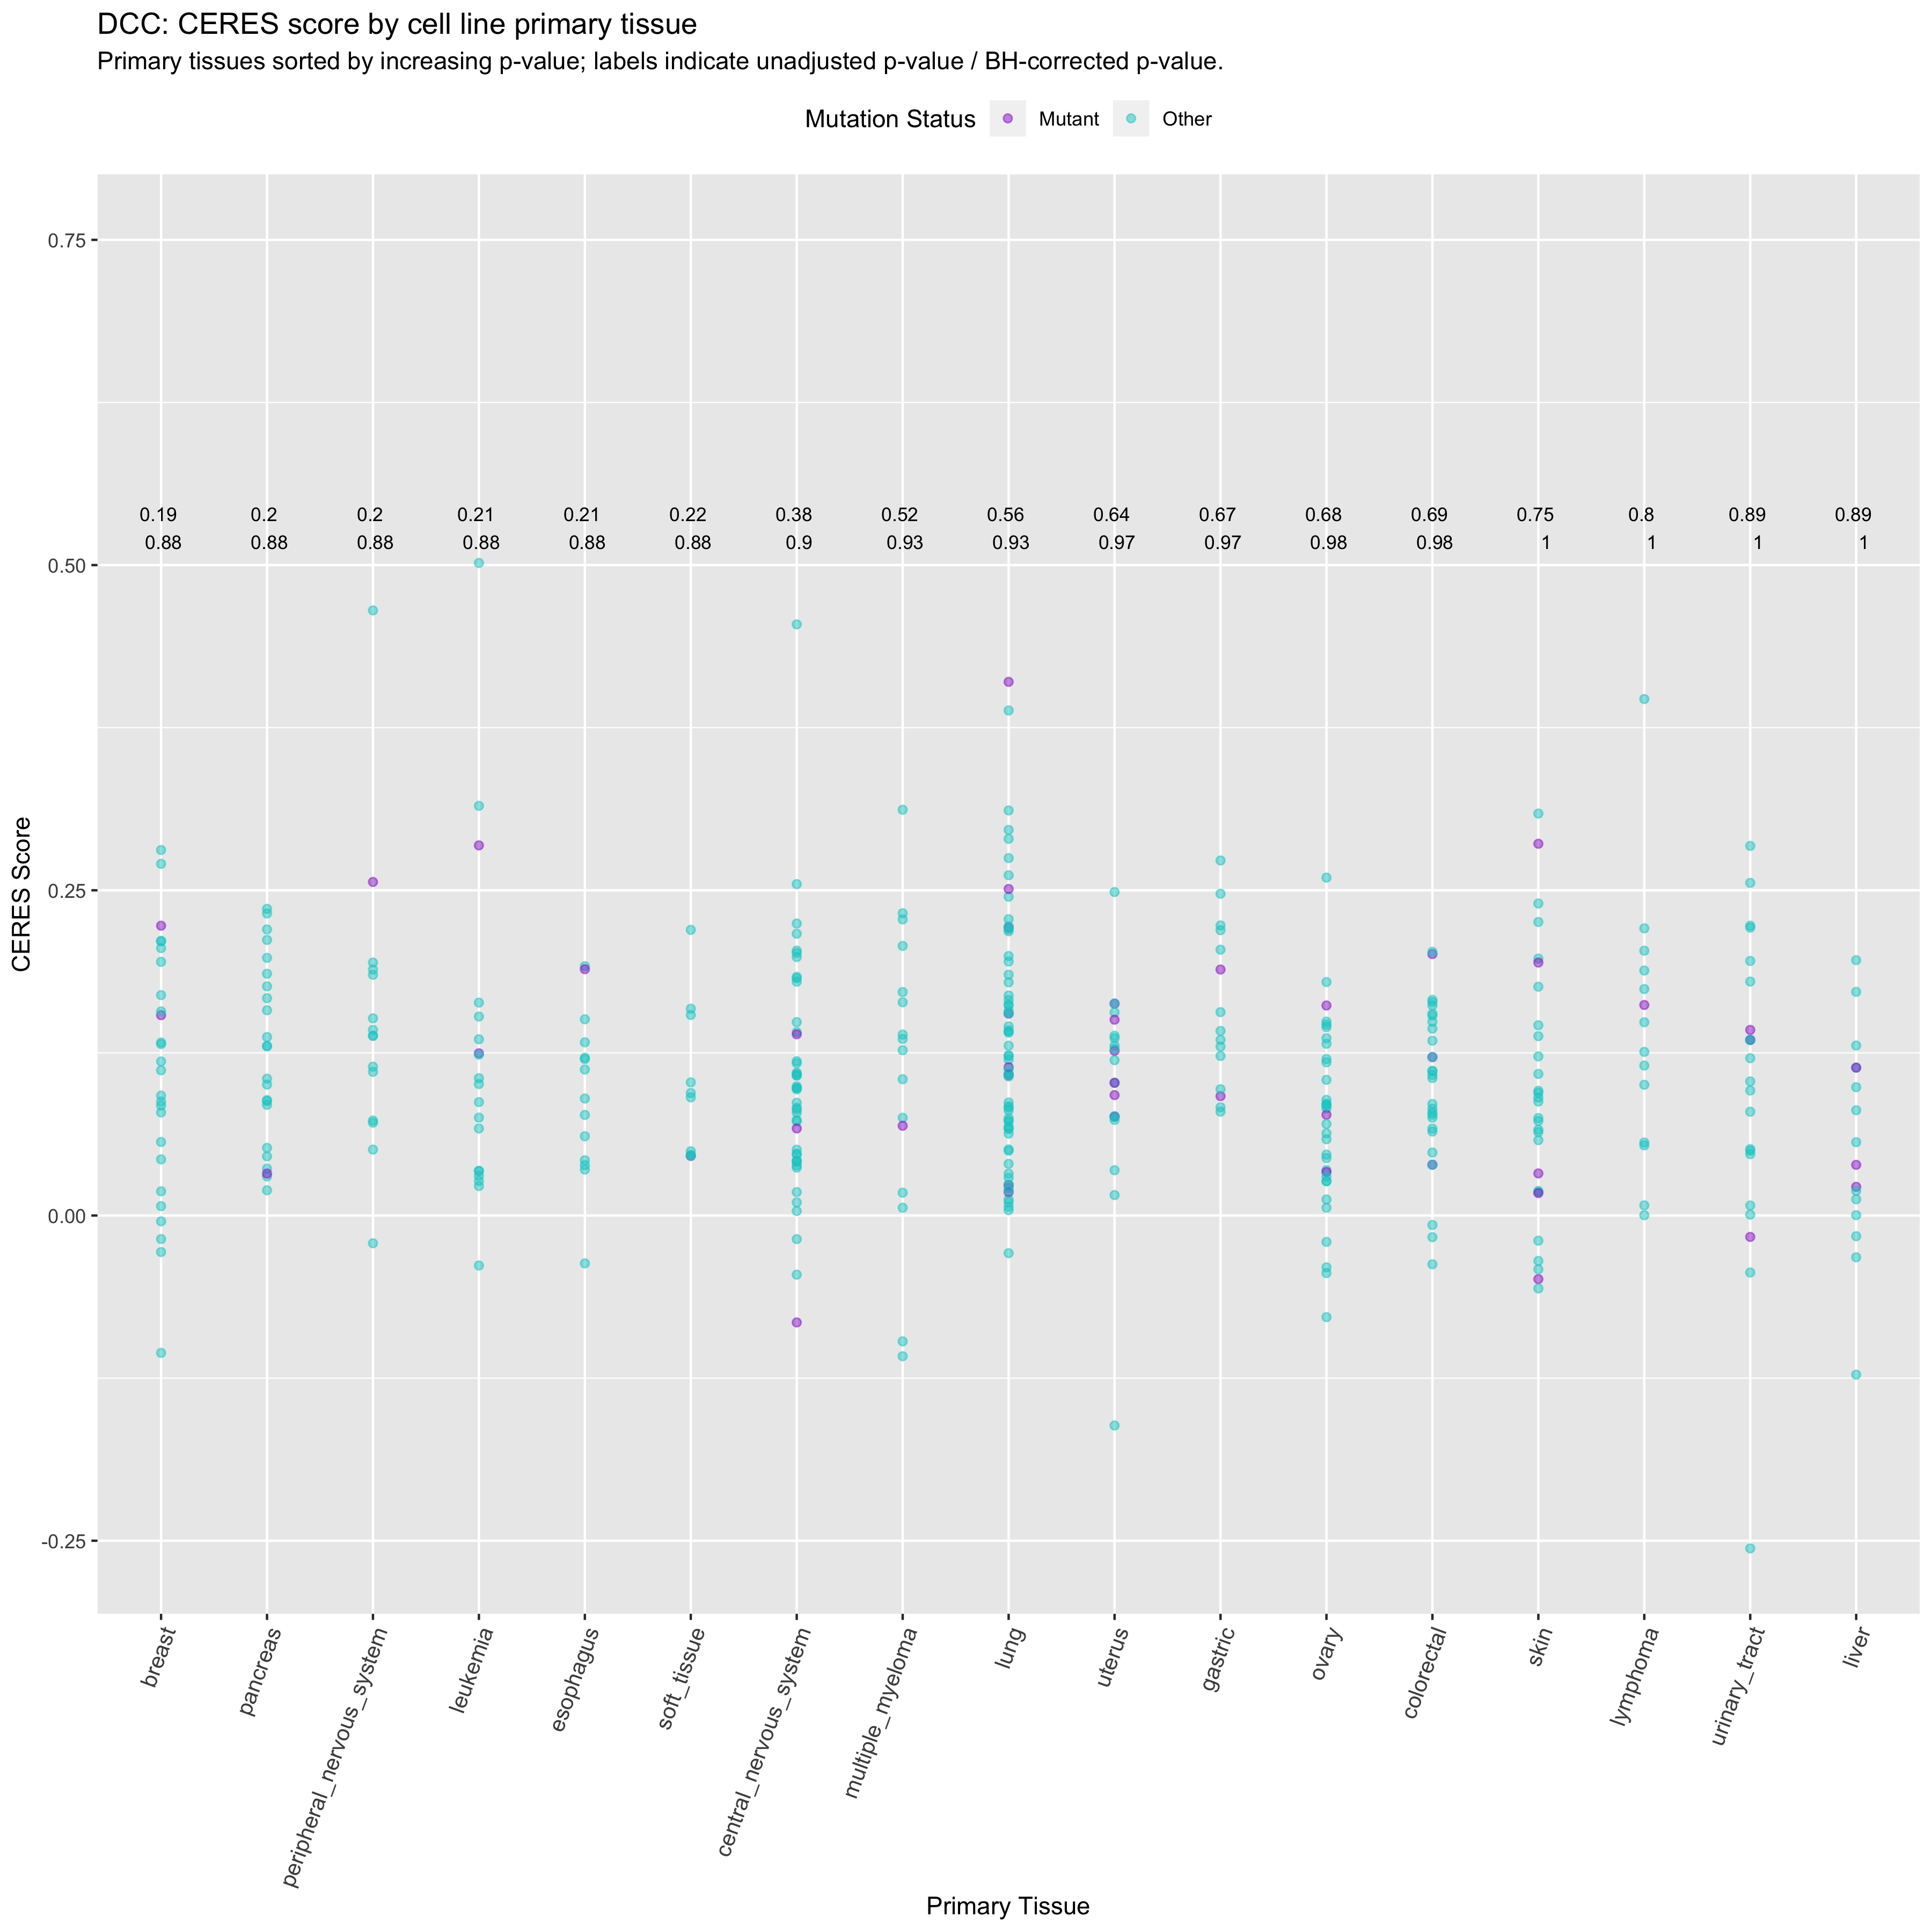 DCC: CERES score by cell line primary tissue
Primary tissues sorted by increasing p-value; labels indicate unadjusted p-value / BH-corrected p-value.
Mutation Status Mutant Other
0.75
0.19 0.2 0.2 0.21 0.21 0.22 0.38 0.52 0.56 0.64 0.67 0.68 0.69 0.75 0.8 0.89 0.89
0.88 0.88 0.88 0.88 0.88 0.88 0.9 0.93 0.93 0.97 0.97 0.98 0.98 1 1 1 1
0.50
0.25
0.00
-0.25
CERES Score
breast
pancreas
peripheral_nervous_system
leukemia
esophagus
soft_tissue
central_nervous_system
multiple_myeloma
lung
uterus
gastric
ovary
colorectal
skin
lymphoma
urinary_tract
liver
Primary Tissue